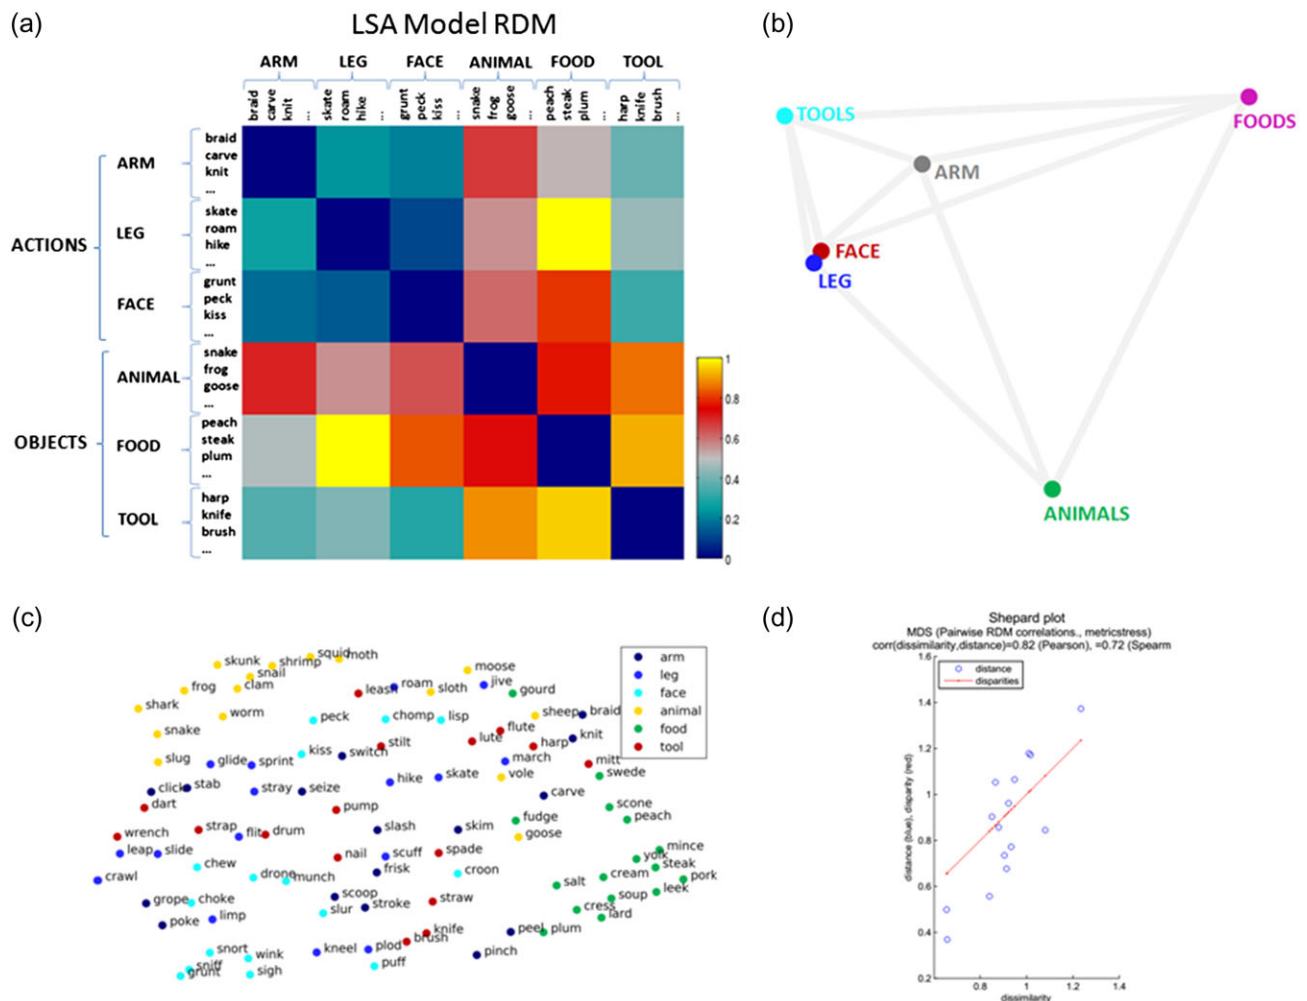 (a)
LSA Model RDM
ARM LEG FACE ANIMAL FOOD TOOL
braid carve knit ... skate roam hike ... grunt peck kiss ... snake frog goose ... peach steak plum ... harp knife brush ...
ACTIONS
ARM
braid
carve
knit
...
LEG
skate
roam
hike
...
FACE
grunt
peck
kiss
...
OBJECTS
ANIMAL
snake
frog
goose
...
FOOD
peach
steak
plum
...
TOOL
harp
knife
brush
...
1
0.8
0.6
0.4
0.2
0
(b)
TOOLS
FOODS
ARM
FACE
LEG
ANIMALS
(c)
squid moth
skunk shrimp
snail
moose
frog clam
leash roam sloth jive gourd
shark
worm
peck chomp lisp
sheep braid
snake
flute
kiss switch stilt
lute harp knit
slug glide sprint
march mitt
click stab stray seize
hike skate vole swede
dart
pump
carve
scone
peach
wrench strap flit drum
slash skim fudge
goose
leap slide
nail scuff spade
mince
yolk
steak
crawl
chew drone munch
frisk
croon
salt cream pork
grope choke
scoop
stroke
straw
soup leek
poke limp
slur
cress
lard
knife
brush
peel plum
snort wink
kneel plod
pinch
sniff
grunt sigh
puff
arm
leg
face
animal
food
tool
(d)
Shepard plot
MDS (Pairwise RDM correlations., metricstress)
corr(dissimilarity,distance)=0.82 (Pearson), =0.72 (Spearm
distance
disparities
distance (blue), disparity (red)
1.6
1.4
1.2
1
0.8
0.6
0.4
0.2
0.8 1 1.2 1.4
dissimilarity